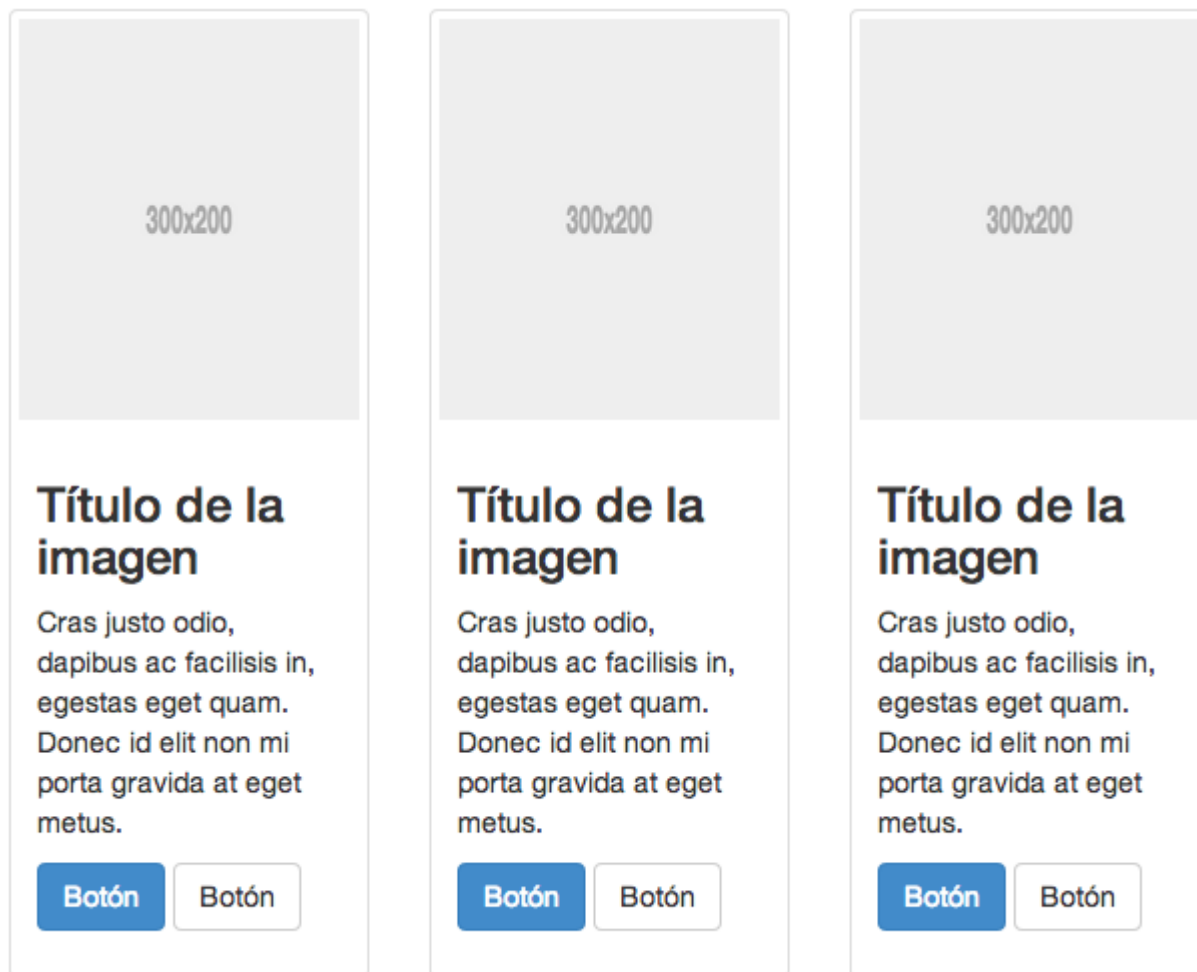 300x200
Título de la
imagen
Cras justo odio,
dapibus ac facilisis in,
egestas eget quam.
Donec id elit non mi
porta gravida at eget
metus.
Botón Botón
300x200
Título de la
imagen
Cras justo odio,
dapibus ac facilisis in,
egestas eget quam.
Donec id elit non mi
porta gravida at eget
metus.
Botón Botón
300x200
Título de la
imagen
Cras justo odio,
dapibus ac facilisis in,
egestas eget quam.
Donec id elit non mi
porta gravida at eget
metus.
Botón Botón